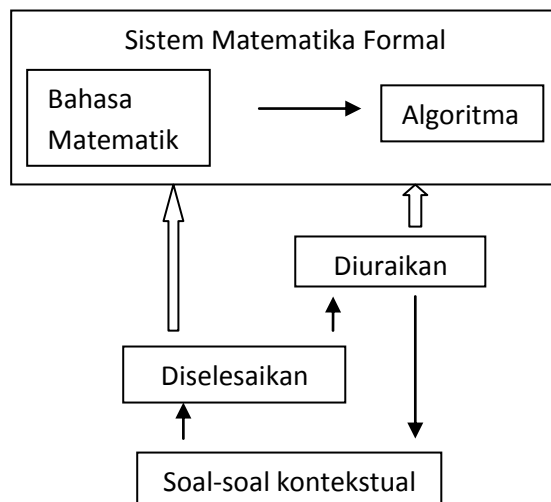 Sistem Matematika Formal
Bahasa
Matematik
Algoritma
Diuraikan
Diselesaikan
Soal-soal kontekstual